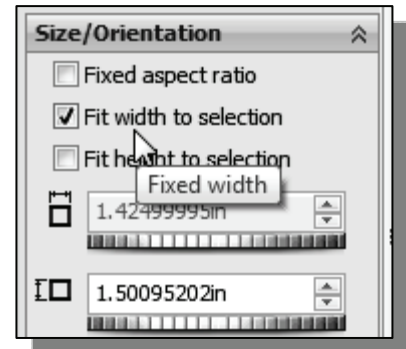 Size/Orientation
Fixed aspect ratio
Fit width to selection
Fit height to selection
Fixed width
1.42499995in
1.50095202in